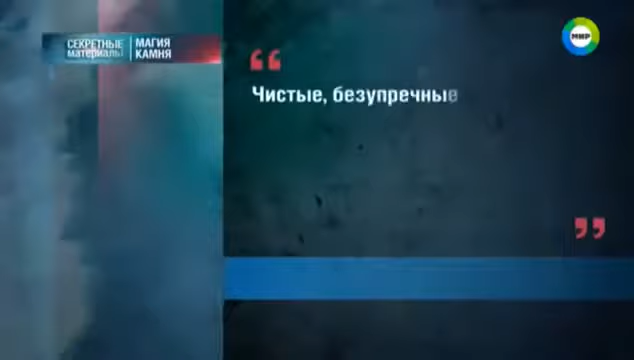 СЕКРЕТНЫЕ
материалы
МАГИЯ
КАМНЯ
МИР
“
Чистые, безупречные
”